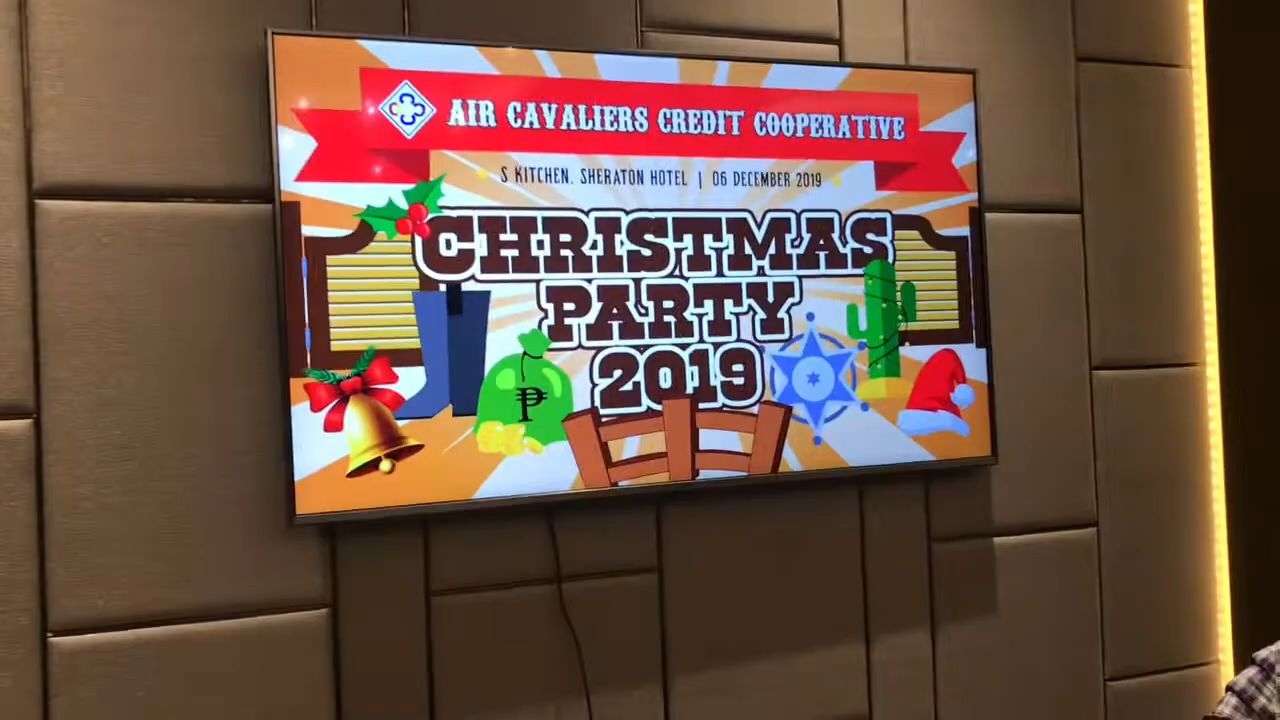 AIR CAVALIERS CREDIT COOPERATIVE
S KITCHEN. SHERATON HOTEL | 06 DECEMBER 2019
CHRISTMAS
PARTY
2019
₱